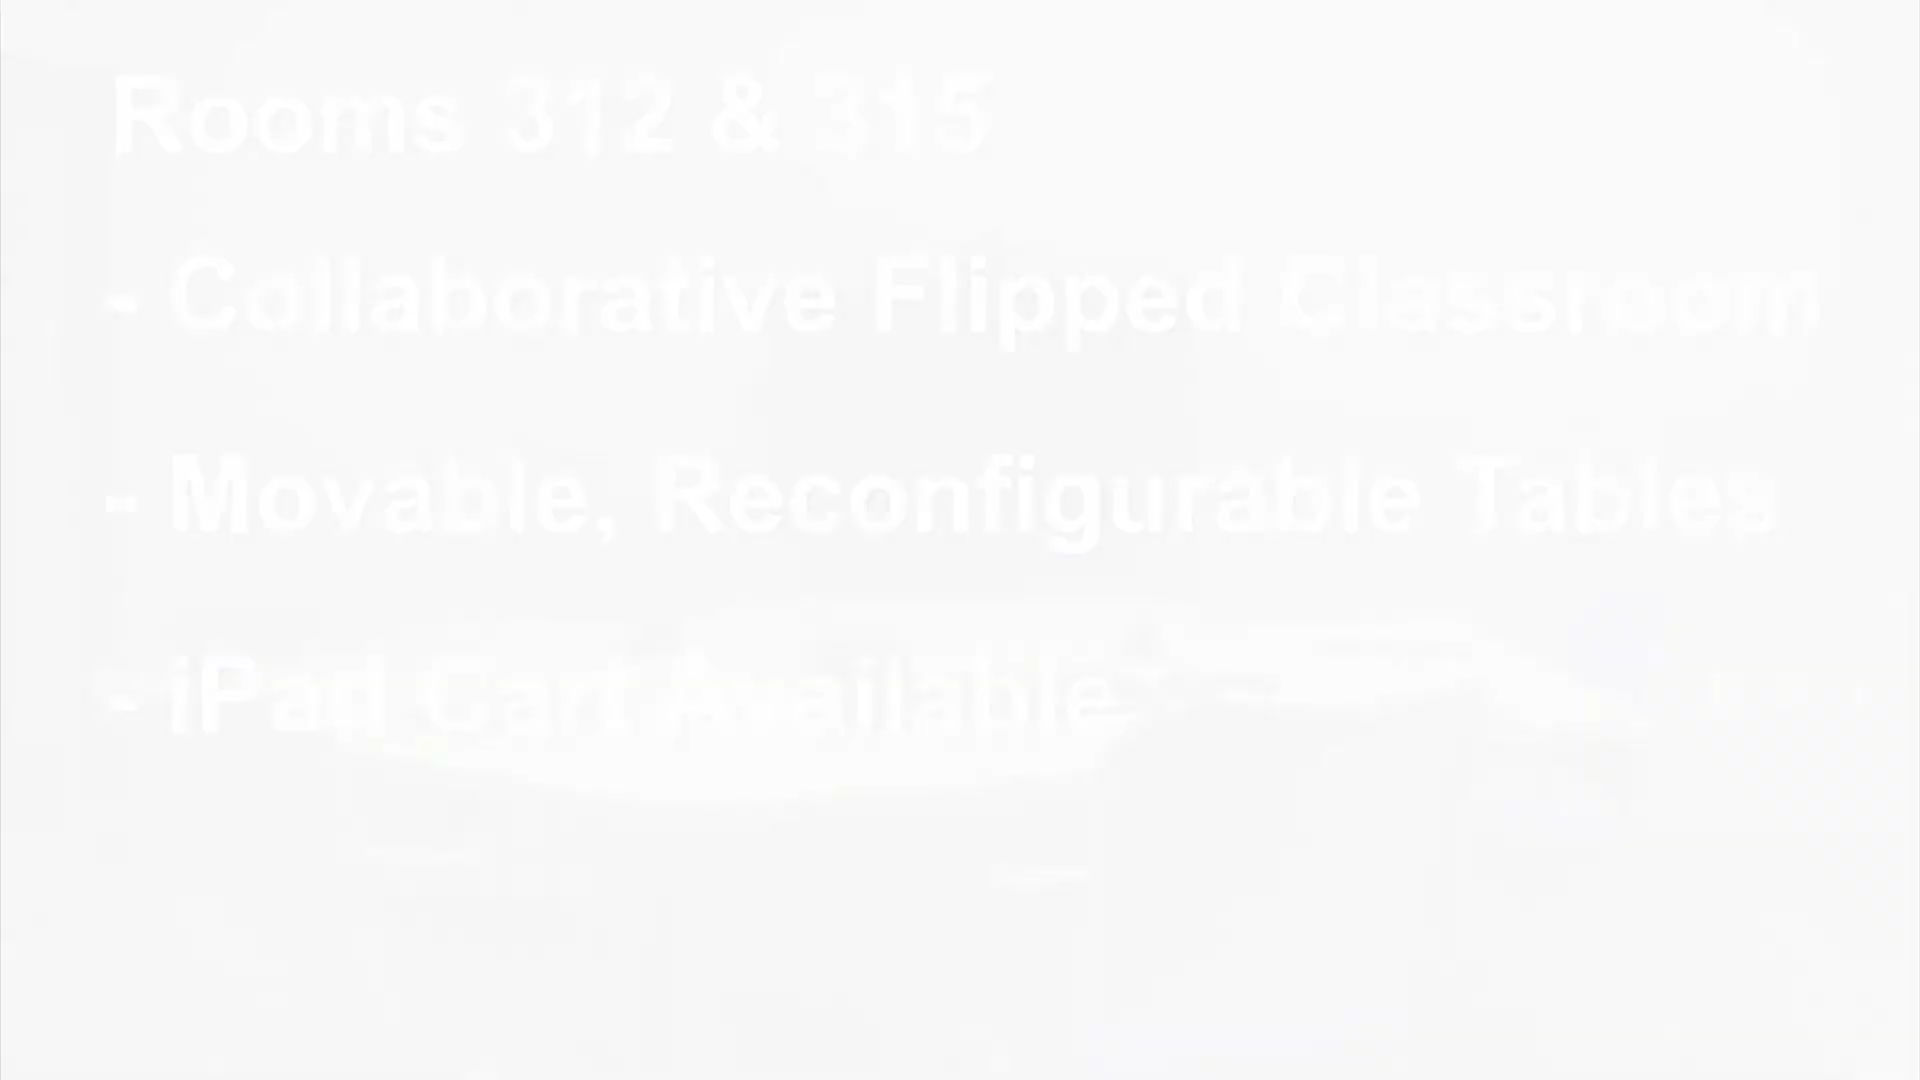 Rooms 312 & 315
- Collaborative Flipped Classroom
- Movable, Reconfigurable Tables
- iPad Cart Available